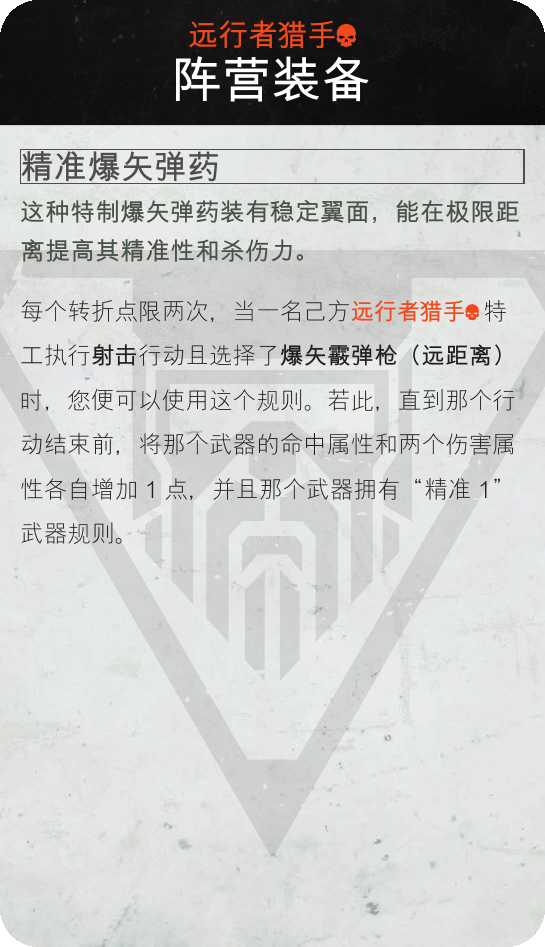 远行者猎手
阵营装备
精准爆矢弹药
这种特制爆矢弹药装有稳定翼面，能在极限距
离提高其精准性和杀伤力。
每个转折点限两次，当一名己方远行者猎手特
工执行射击行动且选择了爆矢霰弹枪（远距离）
时，您便可以使用这个规则。若此，直到那个行
动结束前，将那个武器的命中属性和两个伤害属
性各自增加 1 点，并且那个武器拥有“精准 1”
武器规则。